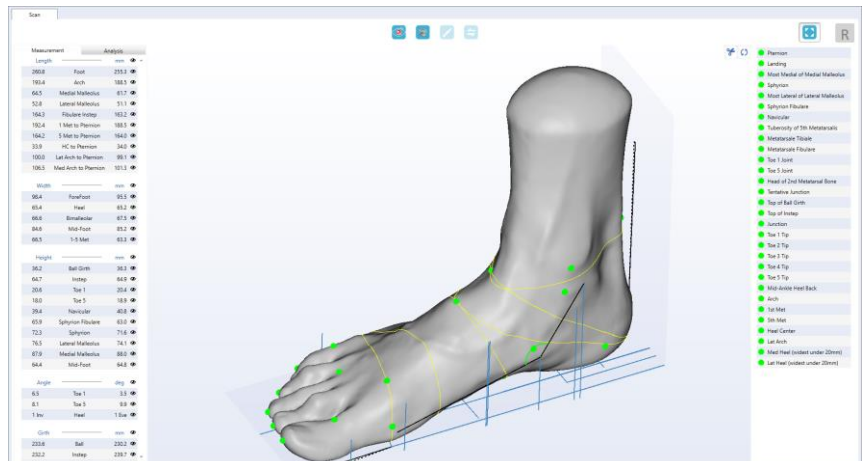 Scan
R
Measurement Analysis
Length mm
260.8 Foot 255.3
193.4 Arch 188.5
64.5 Medial Malleolus 61.7
52.8 Lateral Malleolus 51.1
164.3 Fibulare Instep 163.2
192.4 1 Met to Pternion 188.5
164.2 5 Met to Pternion 164.0
33.9 HC to Pternion 34.0
100.0 Lat Arch to Pternion 99.1
106.5 Med Arch to Pternion 101.5
Width mm
96.4 ForeFoot 95.5
65.4 Heel 65.2
66.6 Bimalleolar 67.5
84.6 Mid-Foot 85.2
66.5 1-5 Met 63.2
Height mm
36.2 Ball Girth 36.3
64.7 Instep 64.9
20.6 Toe 1 20.4
18.0 Toe 5 18.9
39.4 Navicular 40.8
65.9 Sphyrion Fibulare 63.0
72.3 Sphyrion 71.6
76.5 Lateral Malleolus 74.1
87.9 Medial Malleolus 88.0
64.4 Mid-Foot 64.8
Angle deg
6.5 Toe 1 3.5
8.1 Toe 5 9.8
1 Inv Heel 1 Eve
Girth mm
233.8 Ball 230.2
232.2 Instep 239.7
Pternion
Landing
Most Medial of Medial Malleolus
Sphyrion
Most Lateral of Lateral Malleolus
Sphyrion Fibulare
Navicular
Tuberosity of 5th Metatarsalis
Metatarsale Tibiale
Metatarsale Fibulare
Toe 1 Joint
Toe 5 Joint
Head of 2nd Metatarsal Bone
Tentative Junction
Top of Ball Girth
Top of Instep
Junction
Toe 1 Tip
Toe 2 Tip
Toe 3 Tip
Toe 4 Tip
Toe 5 Tip
Mid-Ankle Heel Back
Arch
1st Met
5th Met
Heel Center
Lat Arch
Med Heel (widest under 20mm)
Lat Heel (widest under 20mm)